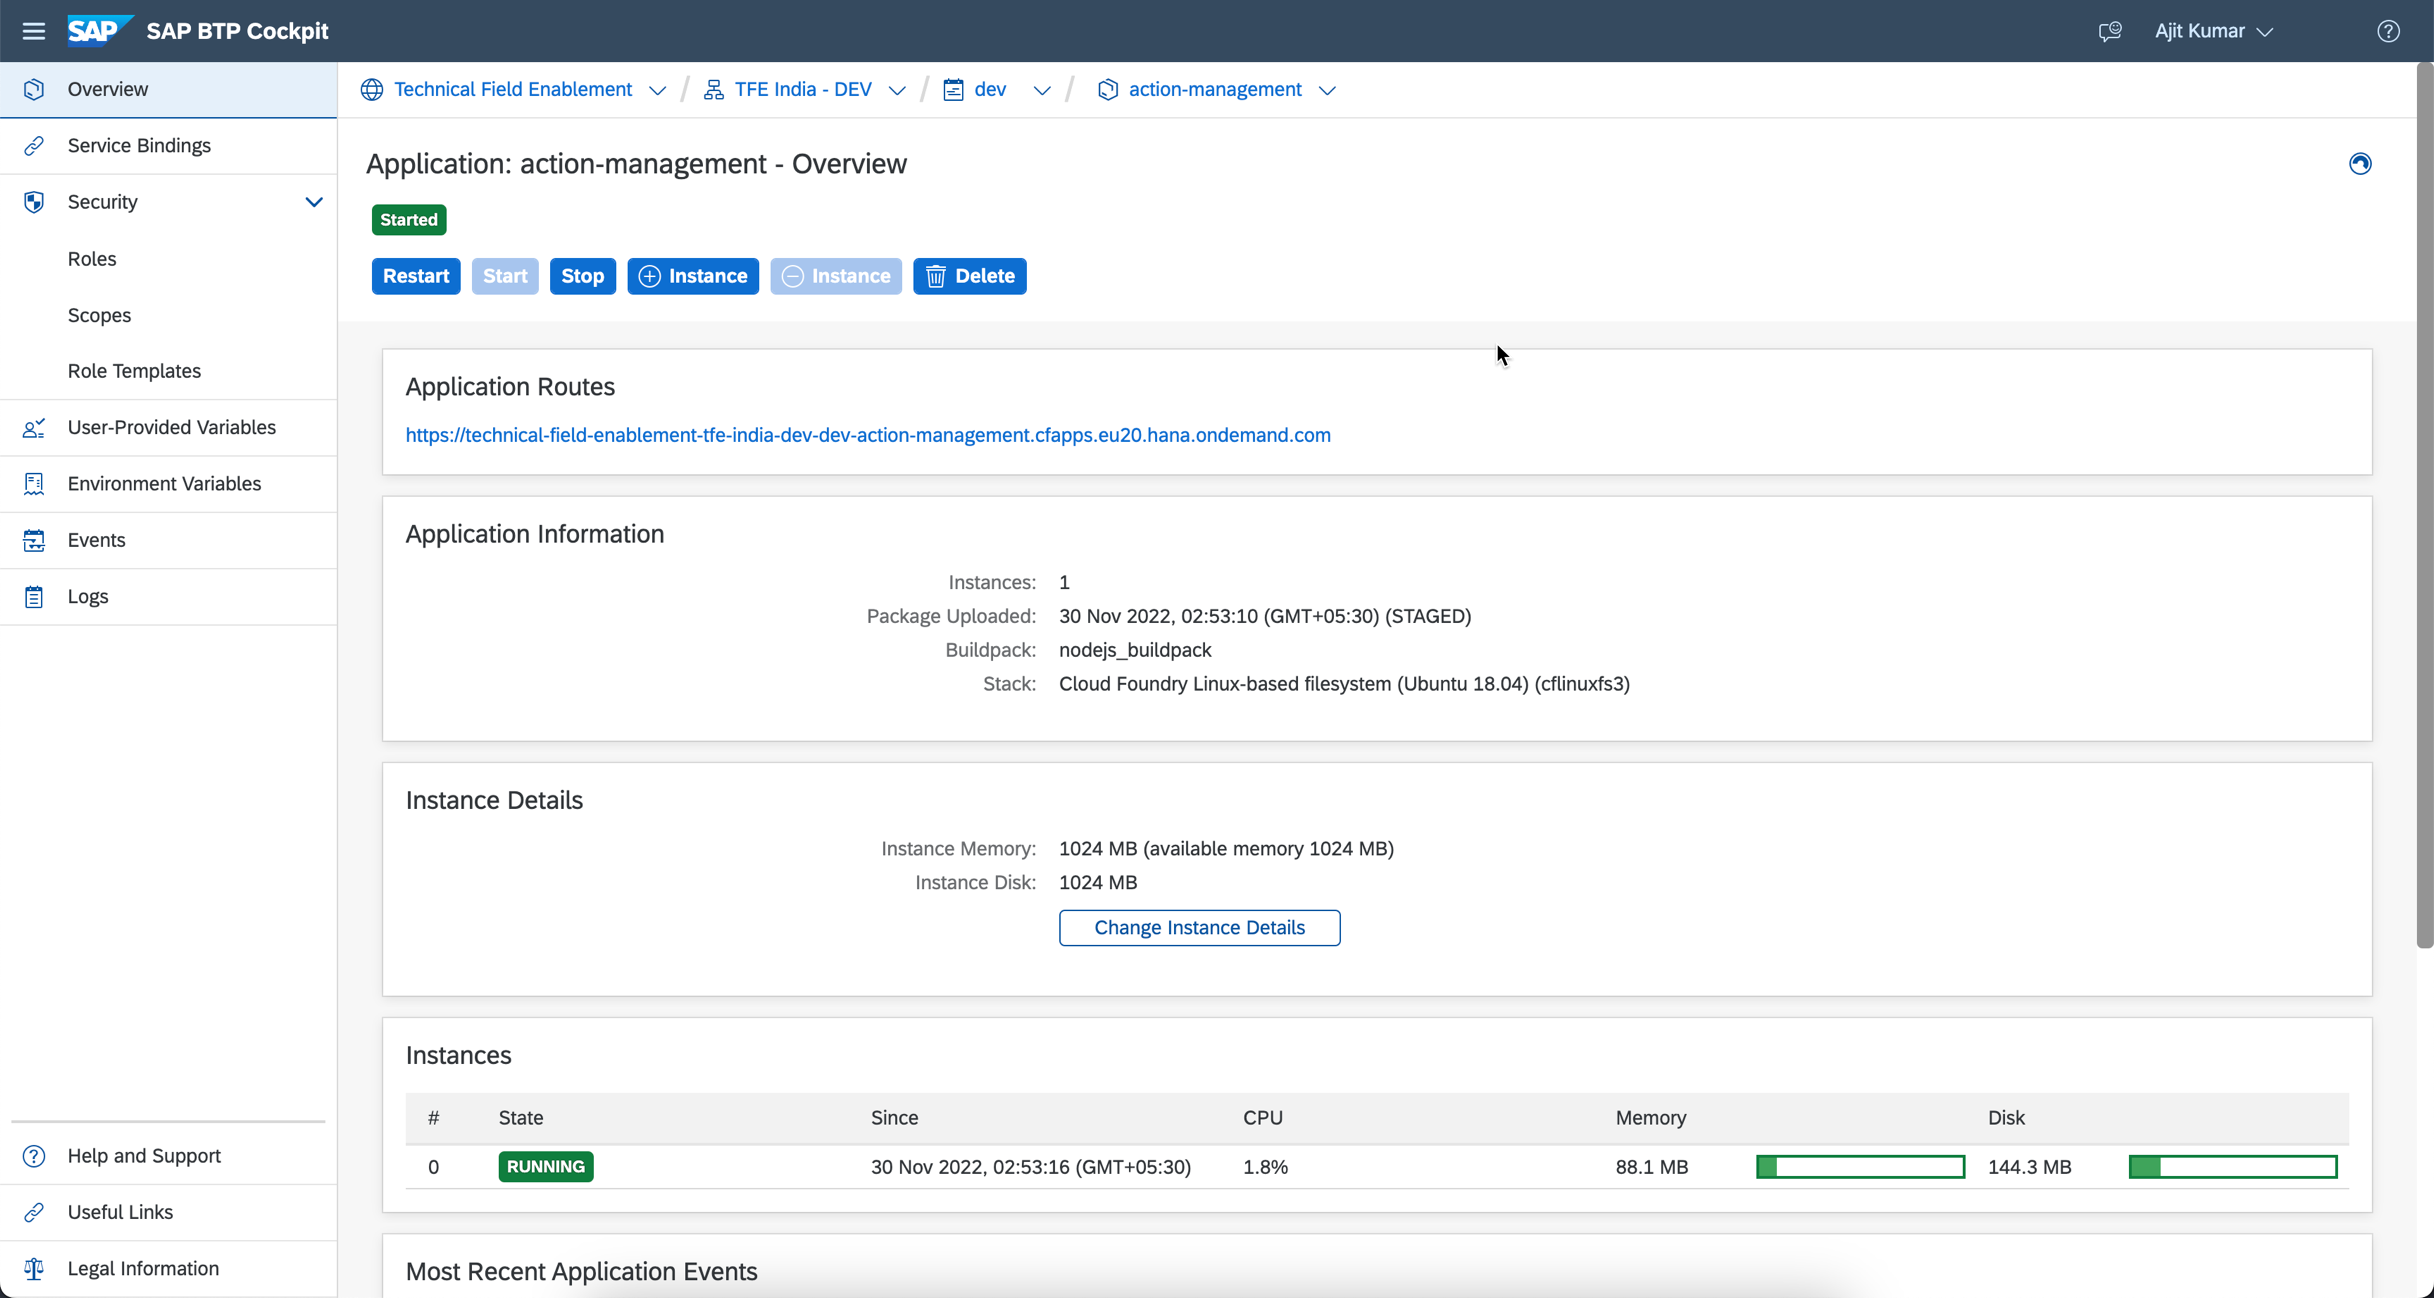 SAP SAP BTP Cockpit
Ajit Kumar
Overview
Service Bindings
Security
Roles
Scopes
Role Templates
User-Provided Variables
Environment Variables
Events
Logs
Help and Support
Useful Links
Legal Information
Technical Field Enablement / TFE India - DEV / dev / action-management
Application: action-management - Overview
Started
Restart Start Stop Instance Instance Delete
Application Routes
https://technical-field-enablement-tfe-india-dev-dev-action-management.cfapps.eu20.hana.ondemand.com
Application Information
Instances: 1
Package Uploaded: 30 Nov 2022, 02:53:10 (GMT+05:30) (STAGED)
Buildpack: nodejs_buildpack
Stack: Cloud Foundry Linux-based filesystem (Ubuntu 18.04) (cflinuxfs3)
Instance Details
Instance Memory: 1024 MB (available memory 1024 MB)
Instance Disk: 1024 MB
Change Instance Details
Instances
# State Since CPU Memory Disk
0 RUNNING 30 Nov 2022, 02:53:16 (GMT+05:30) 1.8% 88.1 MB 144.3 MB
Most Recent Application Events